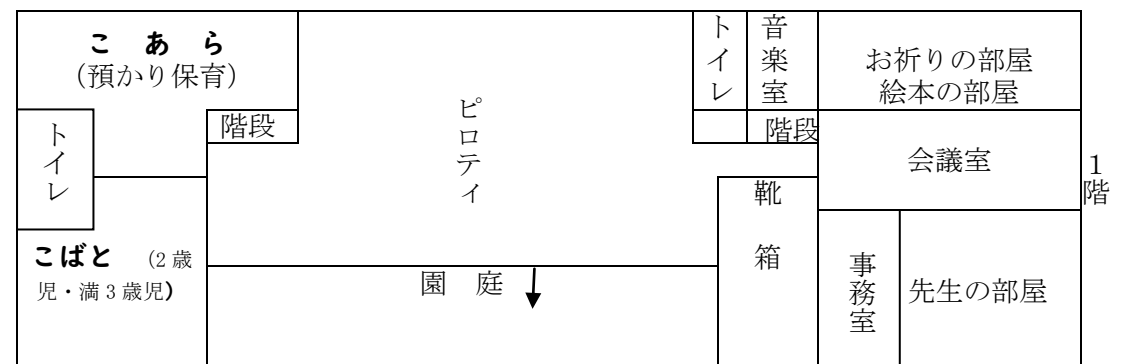 こ あ ら
（預かり保育）
トイレ
階段
こばと （2 歳
児・満 3 歳児）
ピロティ
園 庭
トイレ
音楽室
階段
お祈りの部屋
絵本の部屋
会議室
靴 箱
事務室
先生の部屋
1階